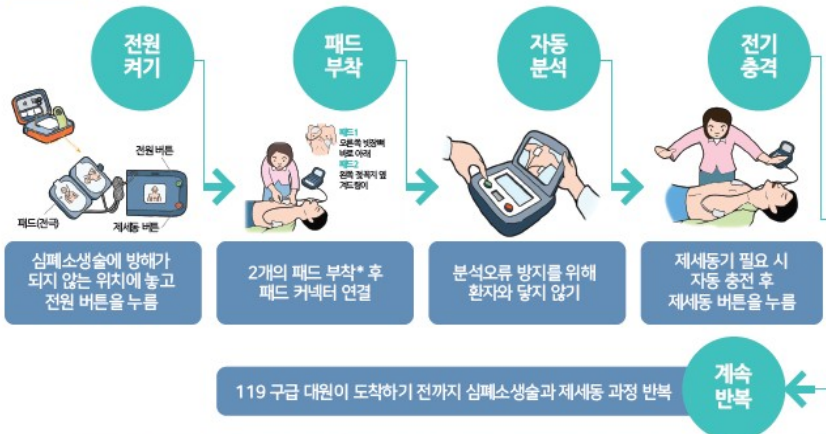 전원
켜기
패드
부착
자동
분석
전기
충격
전원 버튼
패드(전극)
제세동 버튼
패드1
오른쪽 빗장뼈
바로 아래
패드2
왼쪽 젖꼭지 옆
겨드랑이
심폐소생술에 방해가
되지 않는 위치에 놓고
전원 버튼을 누름
2개의 패드 부착* 후
패드 커넥터 연결
분석오류 방지를 위해
환자와 닿지 않기
제세동기 필요 시
자동 충전 후
제세동 버튼을 누름
119 구급 대원이 도착하기 전까지 심폐소생술과 제세동 과정 반복
계속
반복